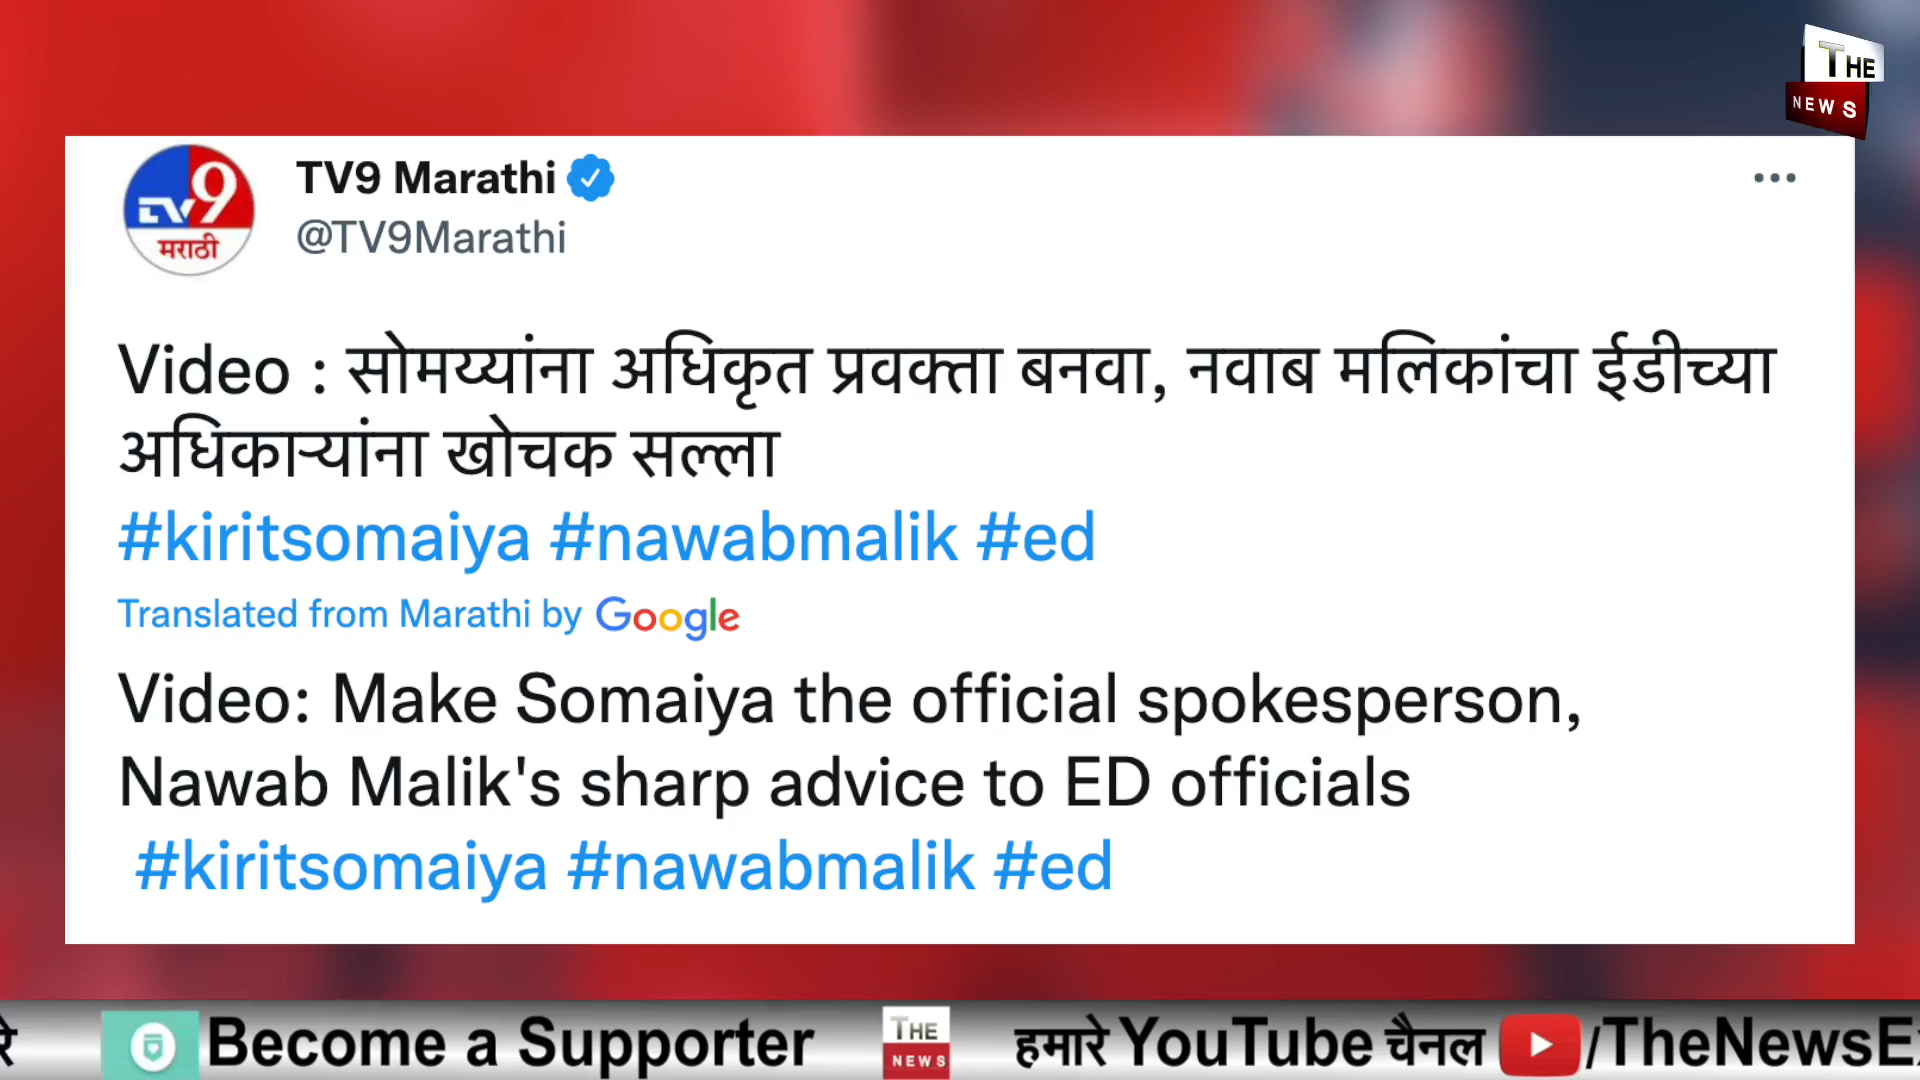 THE
NEWS
TV9
मराठी
TV9 Marathi
@TV9Marathi
Video : सोमय्यांना अधिकृत प्रवक्ता बनवा, नवाब मलिकांचा ईडीच्या
अधिकाऱ्यांना खोचक सल्ला
#kiritsomaiya #nawabmalik #ed
Translated from Marathi by Google
Video: Make Somaiya the official spokesperson,
Nawab Malik's sharp advice to ED officials
#kiritsomaiya #nawabmalik #ed
Become a Supporter THE NEWS हमारे YouTube चैनल /TheNewsE